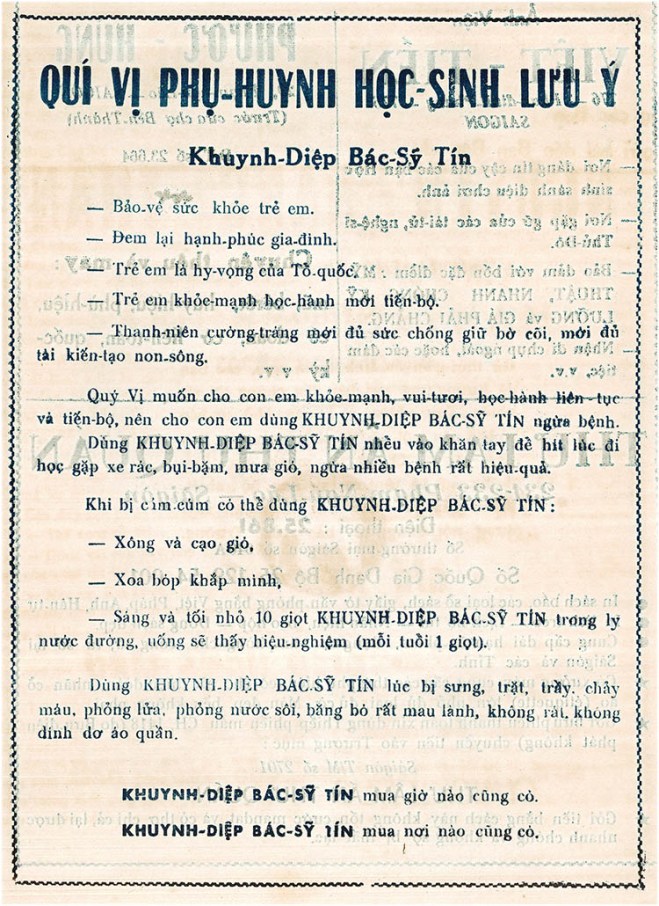 QUÍ VỊ PHỤ-HUYNH HỌC-SINH LƯU Ý
Khuynh-Diệp Bác-Sỹ Tín
— Bảo-vệ sức khỏe trẻ em.
— Đem lại hạnh-phúc gia-đình.
— Trẻ em là hy-vọng của Tổ-quốc.
— Trẻ em khỏe-mạnh học-hành mới tiến-bộ.
— Thanh-niên cường-tráng mới đủ sức chống giữ bờ cõi, mới đủ
tài kiến-tạo non-sông.
Quý Vị muốn cho con em khỏe-mạnh, vui-tươi, học-hành liên-tục
và tiến-bộ, nên cho con em dùng KHUYNH-DIỆP BÁC-SỸ TÍN ngừa bệnh.
Dùng KHUYNH-DIỆP BÁC-SỸ TÍN nhều vào khăn tay để hít lúc đi
học gặp xe rác, bụi-bặm, mưa gió, ngừa nhiều bệnh rất hiệu-quả.
Khi bị cảm-cúm có thể dùng KHUYNH-DIỆP BÁC-SỸ TÍN :
— Xông và cạo gió,
— Xoa bóp khắp mình,
— Sáng và tối nhỏ 10 giọt KHUYNH-DIỆP BÁC-SỸ TÍN trong ly
nước đường, uống sẽ thấy hiệu-nghiệm (mỗi tuổi 1 giọt).
Dùng KHUYNH-DIỆP BÁC-SỸ TÍN lúc bị sưng, trặt, trầy, chảy
máu, phỏng lửa, phỏng nước sôi, băng bó rất mau lành, không rát, không
dính dơ áo quần.
KHUYNH-DIỆP BÁC-SỸ TÍN mua giờ nào cũng có.
KHUYNH-DIỆP BÁC-SỸ TÍN mua nơi nào cũng có.